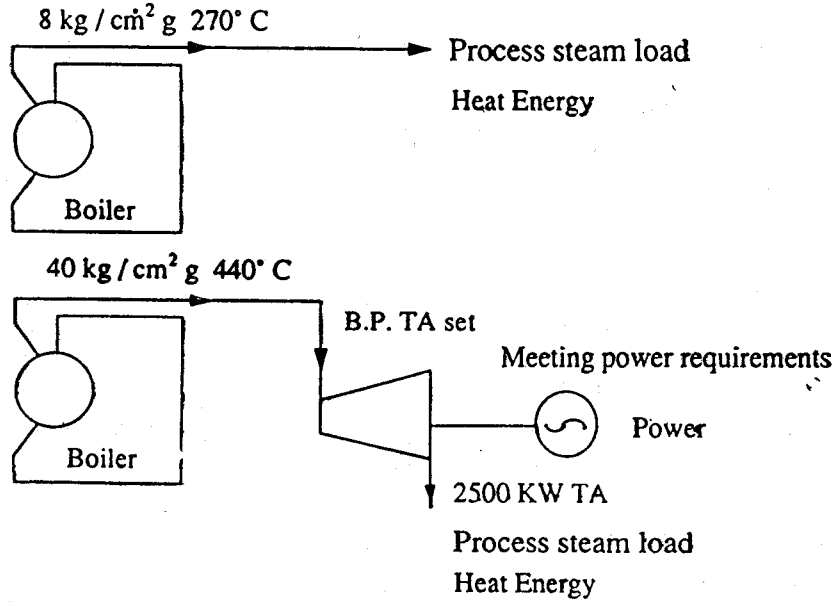 8 kg / cm² g 270° C
Process steam load
Heat Energy
Boiler
40 kg / cm² g 440° C
B.P. TA set
Meeting power requirements
Power
Boiler
2500 KW TA
Process steam load
Heat Energy